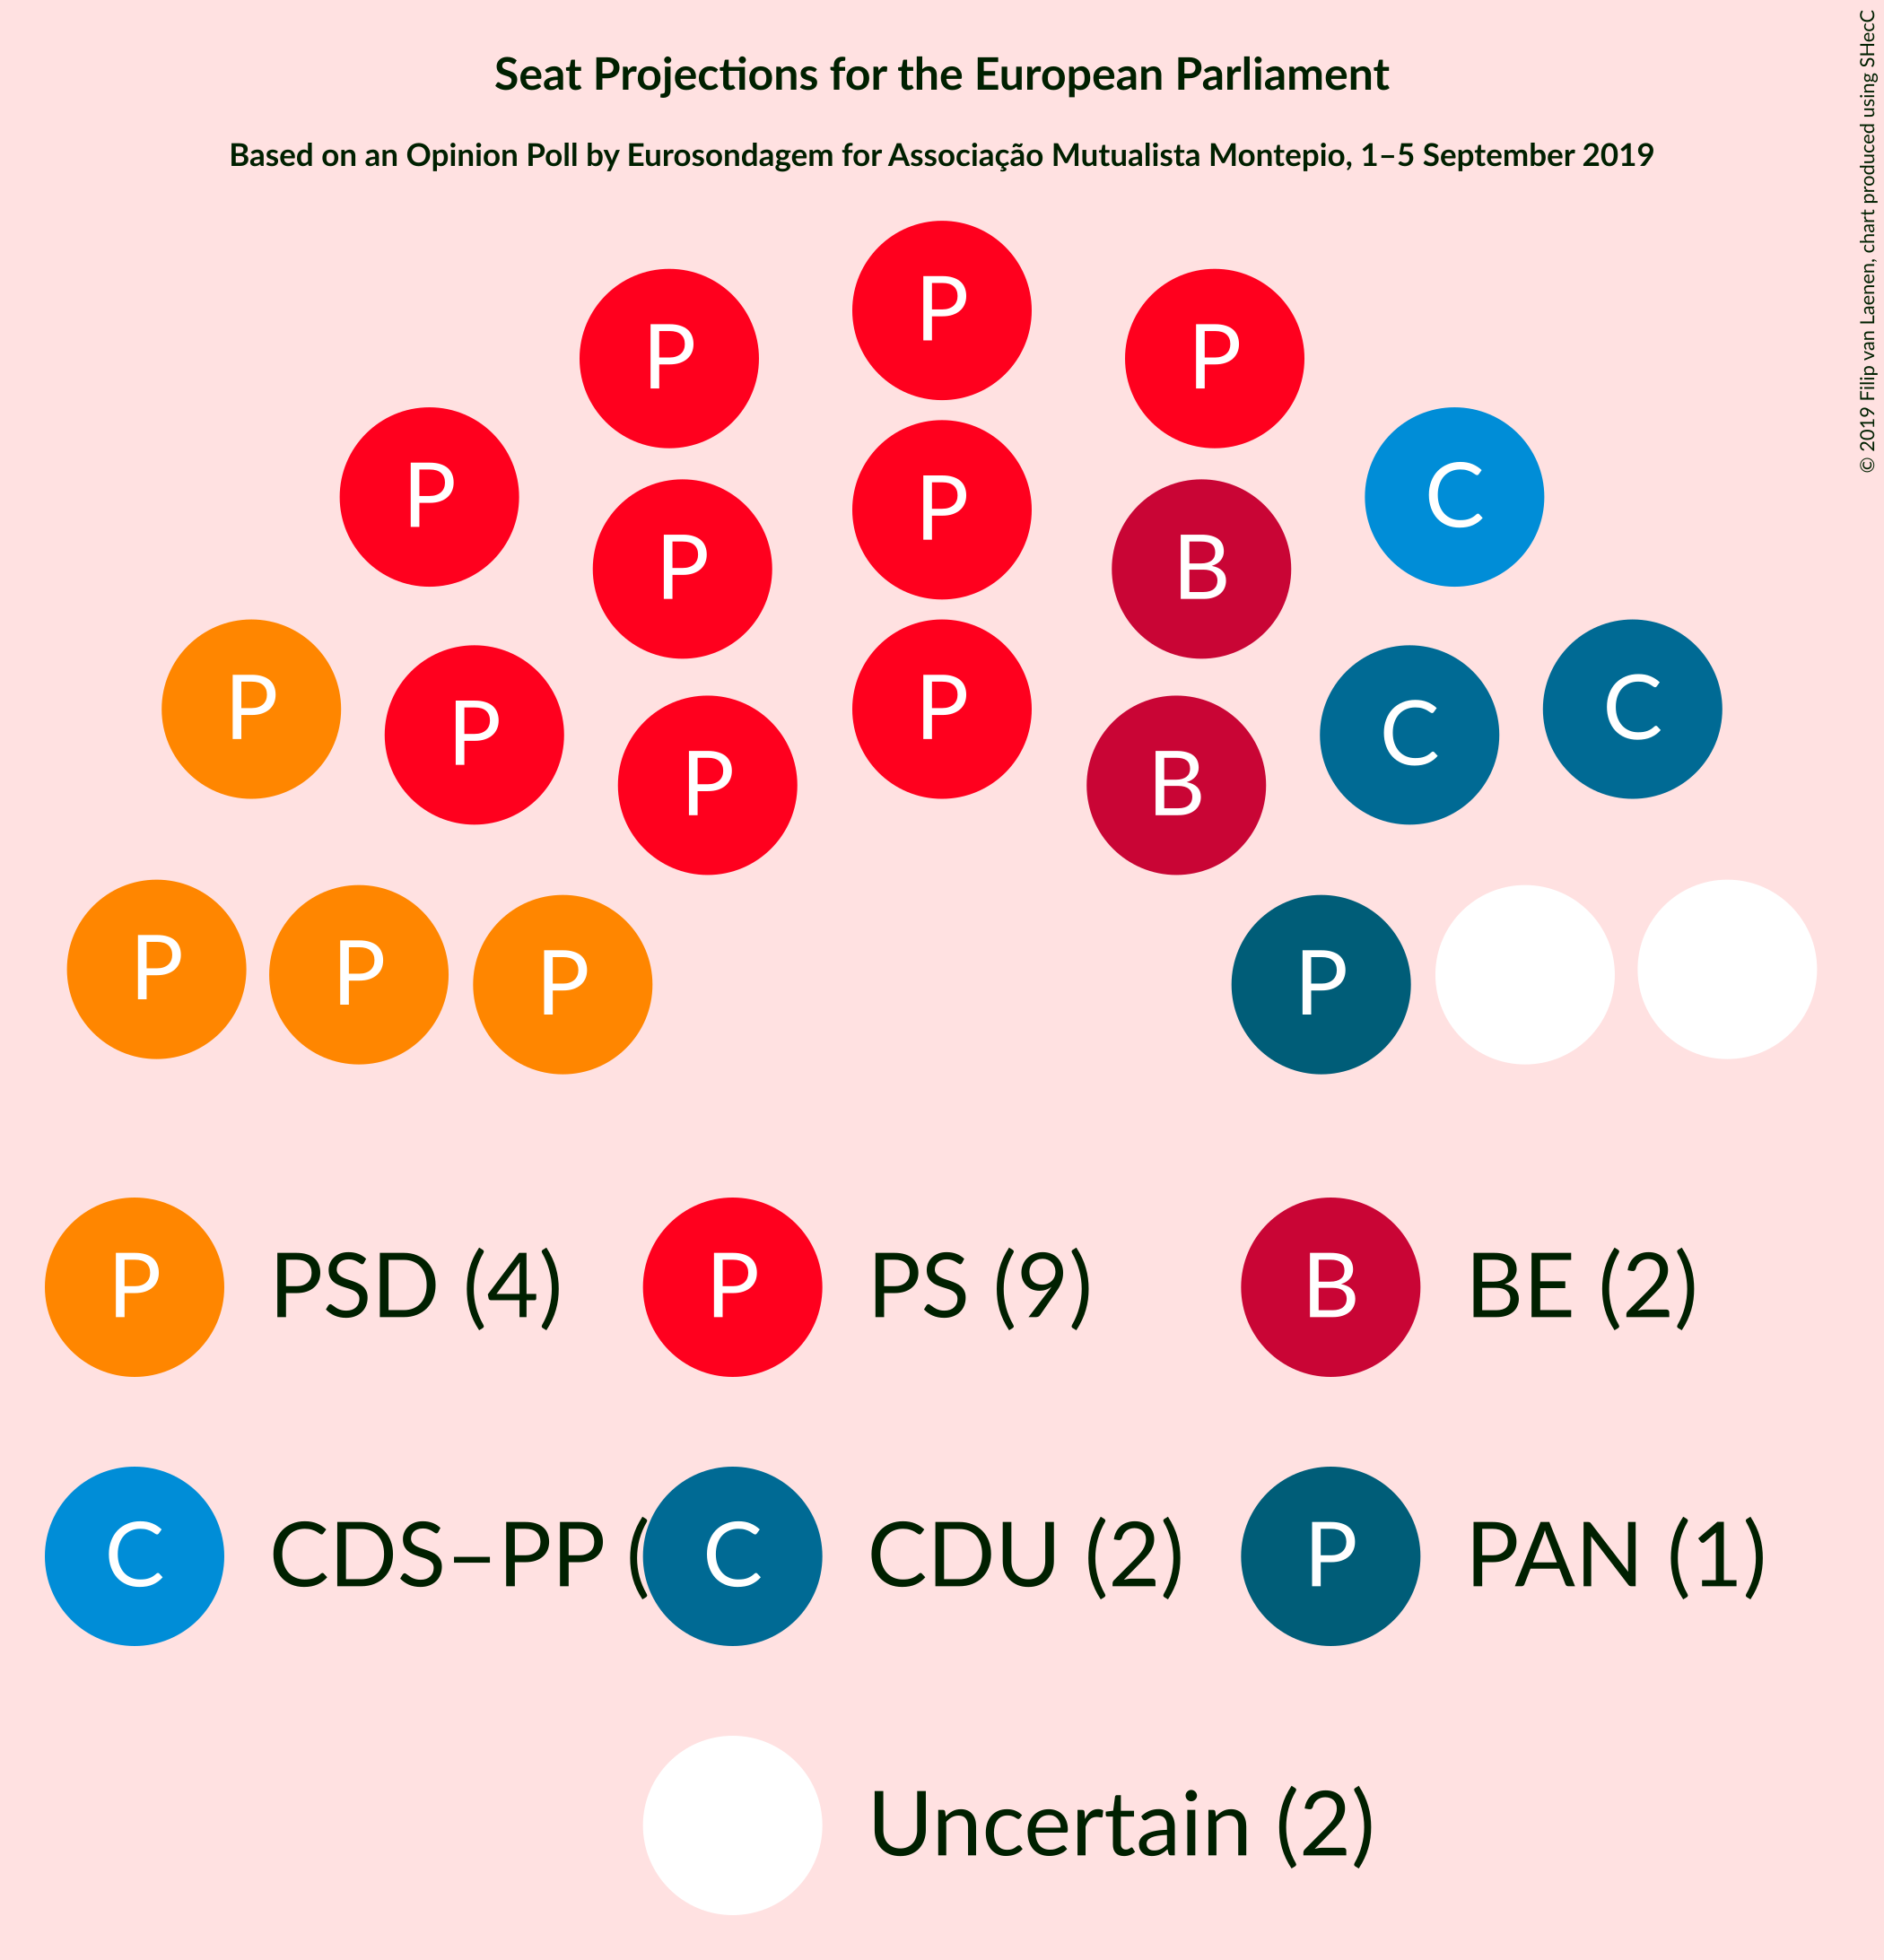 Seat Projections for the European Parliament
Based on an Opinion Poll by Eurosondagem for Associação Mutualista Montepio, 1–5 September 2019
© 2019 Filip van Laenen, chart produced using SHecC
P
P P
P C
P
P B
P P
P C
P
P C
P B
P P
P P
P
P PSD (4) P PS (9) B BE (2)
C CDS–PP ( C CDU (2) P PAN (1)
Uncertain (2)